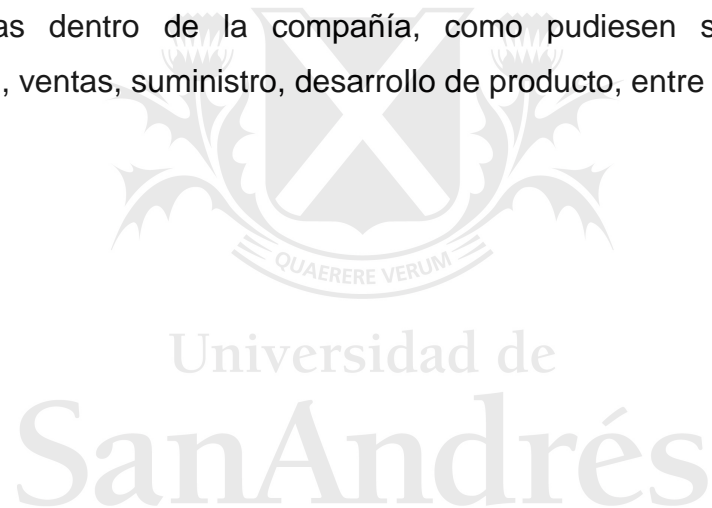 as dentro de la compañía, como pudiesen s
, ventas, suministro, desarrollo de producto, entre
QUAERERE VERUM
Universidad de
SanAndrés